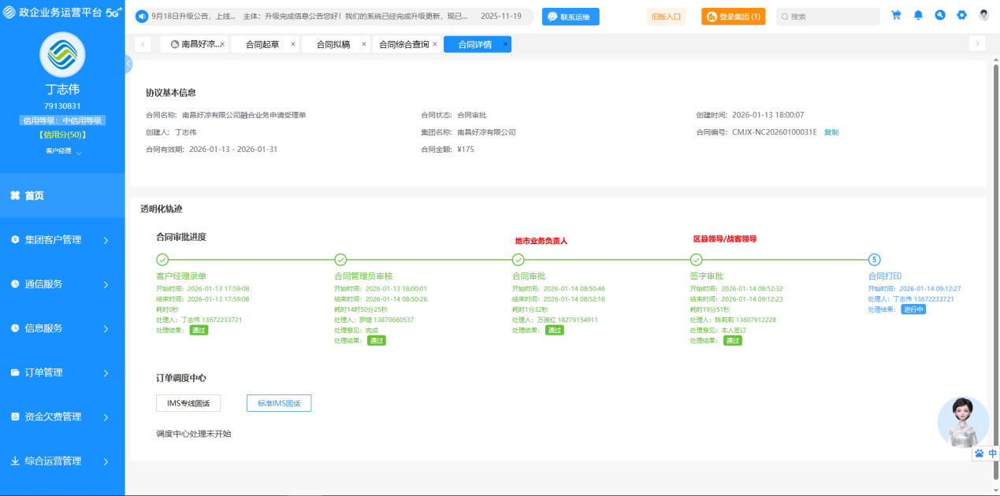 政企业务运营平台 5G+
9月18日升级公告，上线... 主体：升级完成信息公告您好！我们的系统已经完成升级更新，现已... 2025-11-19
联系运维
旧版入口
登录集团 (1)
搜索
南昌好凉...×
合同起草 ×
合同拟稿 ×
合同综合查询 ×
合同详情 ×
丁志伟
79130831
信用等级：中信用等级
【信用分(50)】
客户经理
首页
集团客户管理
通信服务
信息服务
订单管理
资金欠费管理
综合运营管理
协议基本信息
合同名称: 南昌好凉有限公司融合业务申请受理单
合同状态: 合同审批
创建时间: 2026-01-13 18:00:07
创建人: 丁志伟
集团名称: 南昌好凉有限公司
合同编号: CMJX-NC20260100031E 复制
合同有效期: 2026-01-13 - 2026-01-31
合同金额: ¥175
透明化轨迹
合同审批进度
地市业务负责人
区县领导/战客领导
客户经理录单
开始时间：2026-01-13 17:59:08
结束时间：2026-01-13 17:59:08
耗时0秒
处理人：丁志伟 13672233721
处理结果： 通过
合同管理员审核
开始时间：2026-01-13 18:00:01
结束时间：2026-01-14 08:50:26
耗时14时50分25秒
处理人：罗媫 13870660537
处理意见：完成
处理结果： 通过
合同审批
开始时间：2026-01-14 08:50:46
结束时间：2026-01-14 08:52:18
耗时1分32秒
处理人：万淑红 18279154911
处理结果： 通过
签字审批
开始时间：2026-01-14 08:52:32
结束时间：2026-01-14 09:12:23
耗时19分51秒
处理人：陈莉莉 13607912228
处理意见：本人签订
处理结果： 通过
5
合同打印
开始时间：2026-01-14 09:12:27
处理人：丁志伟 13672233721
处理结果： 进行中
订单调度中心
IMS专线固话
标准IMS固话
调度中心处理未开始
中